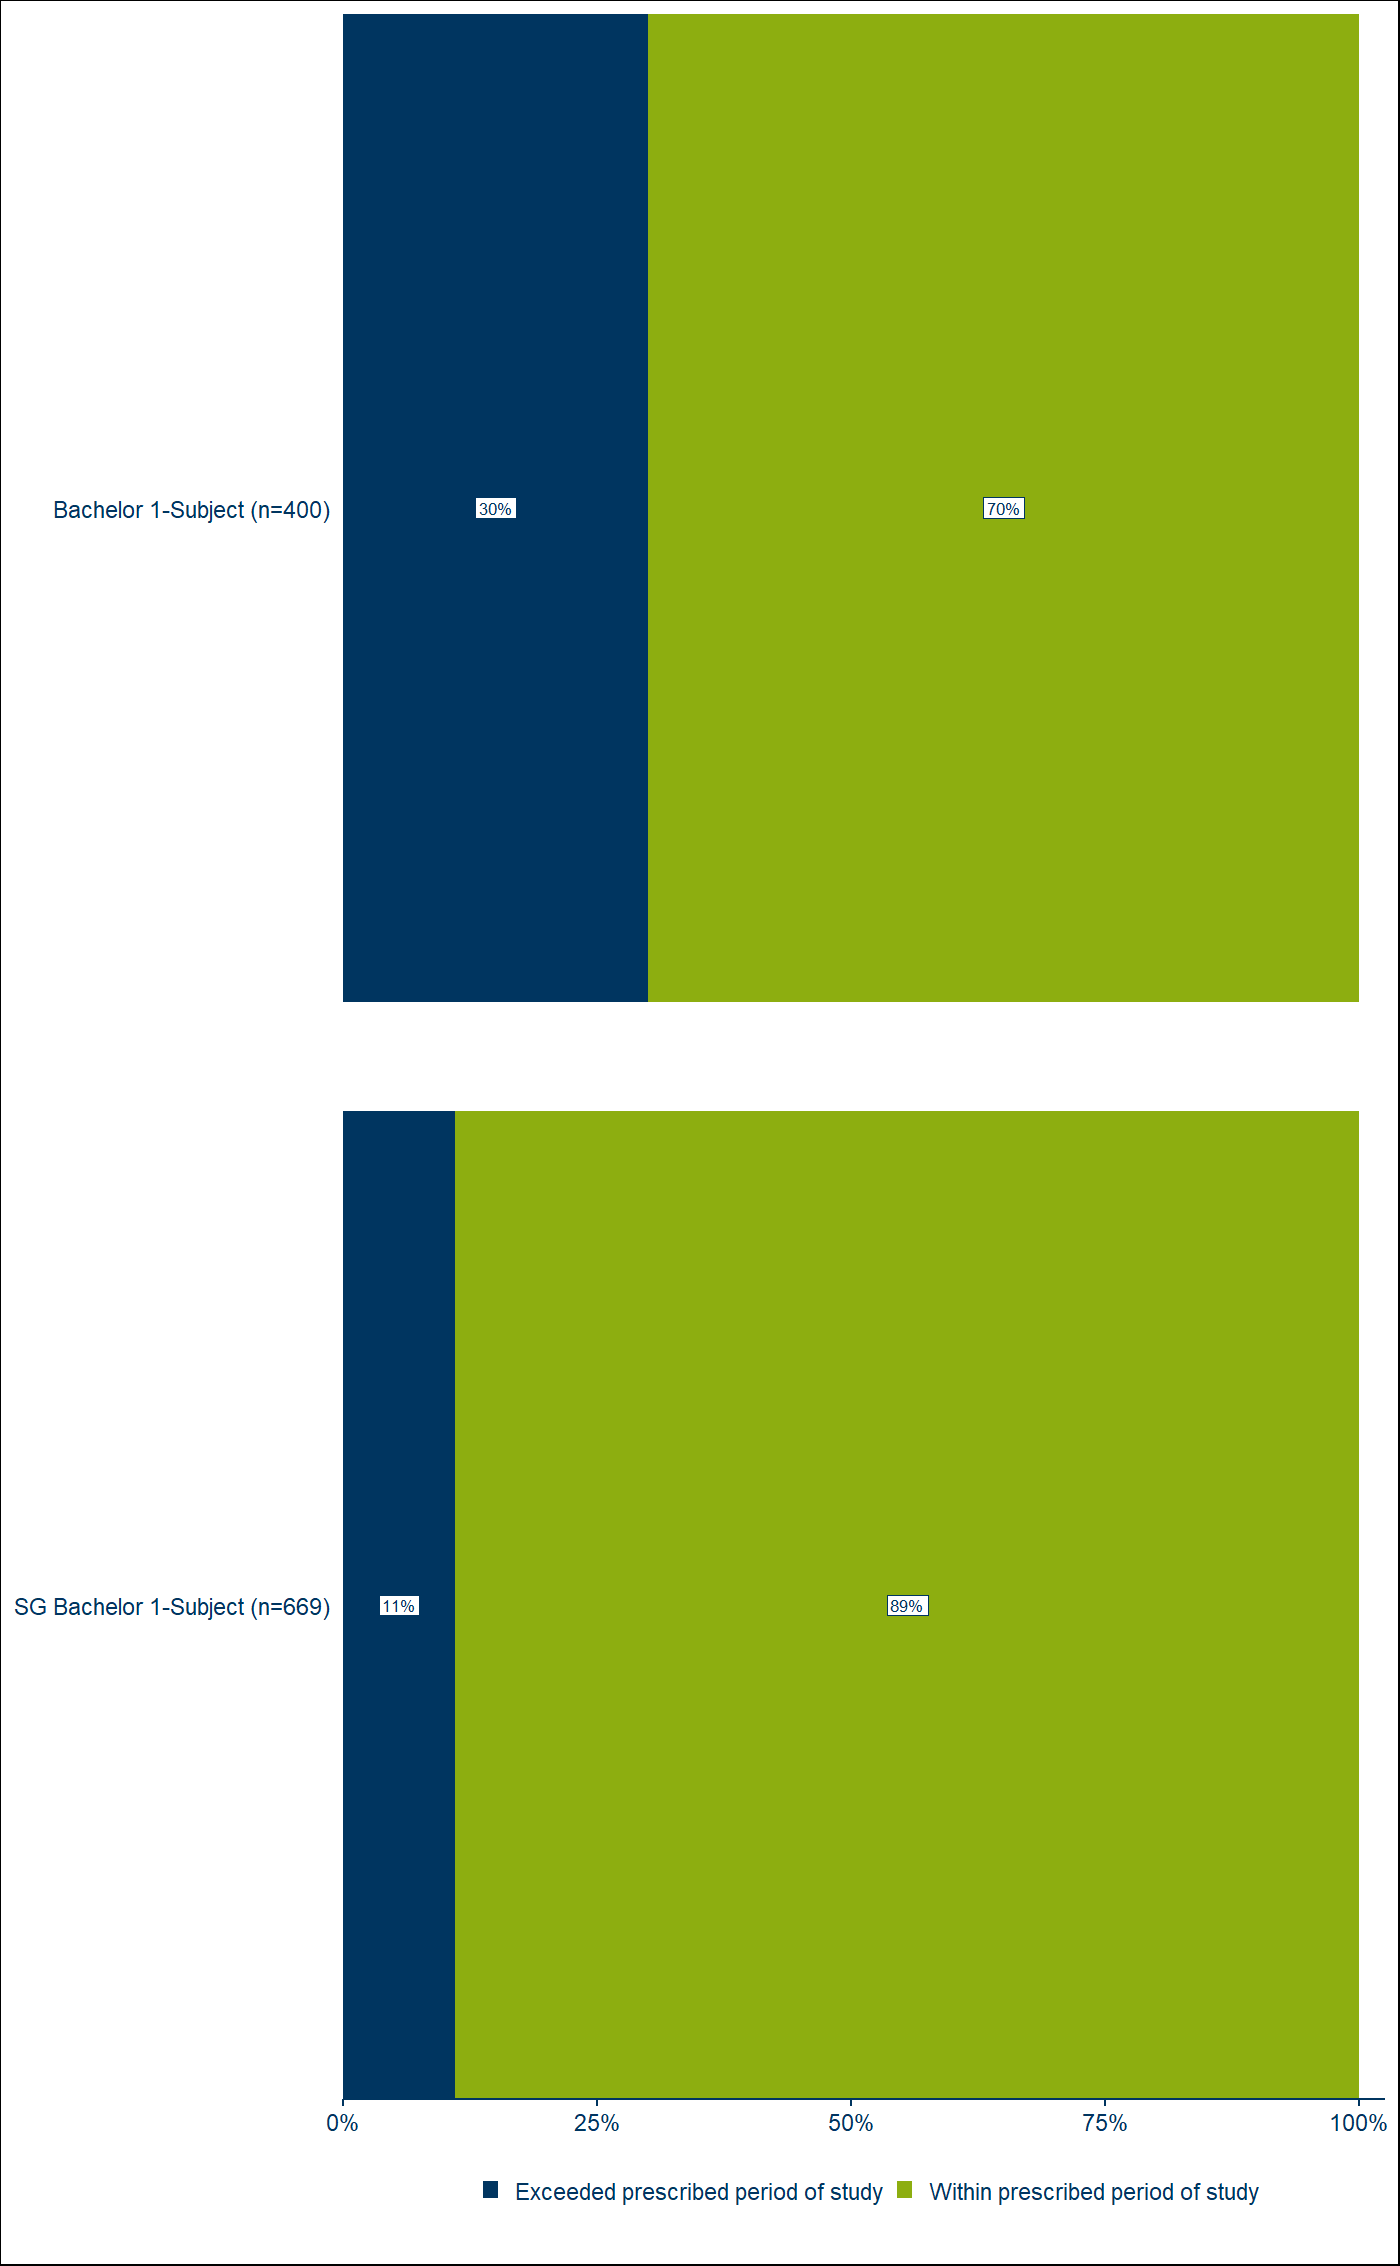 Bachelor 1-Subject (n=400)
30%
70%
SG Bachelor 1-Subject (n=669)
11%
89%
0%
25%
50%
75%
100%
Exceeded prescribed period of study
Within prescribed period of study